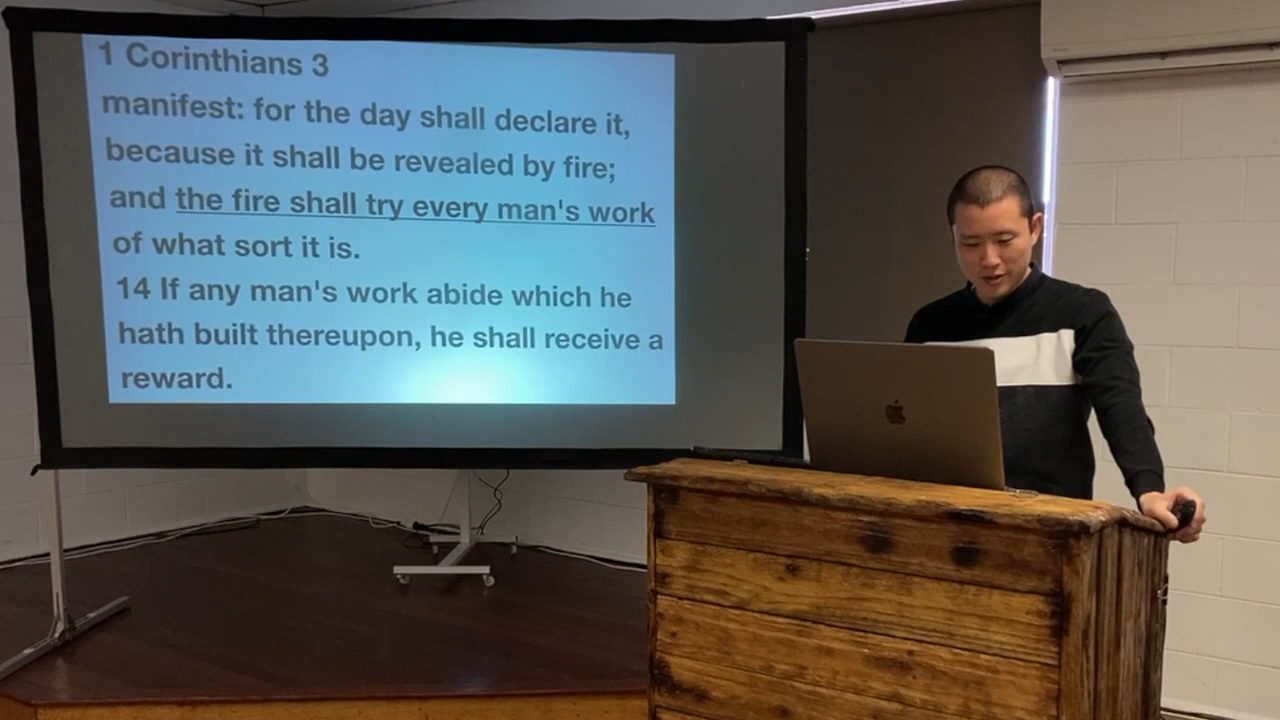 1 Corinthians 3
manifest: for the day shall declare it,
because it shall be revealed by fire;
and the fire shall try every man's work
of what sort it is.
14 If any man's work abide which he
hath built thereupon, he shall receive a
reward.